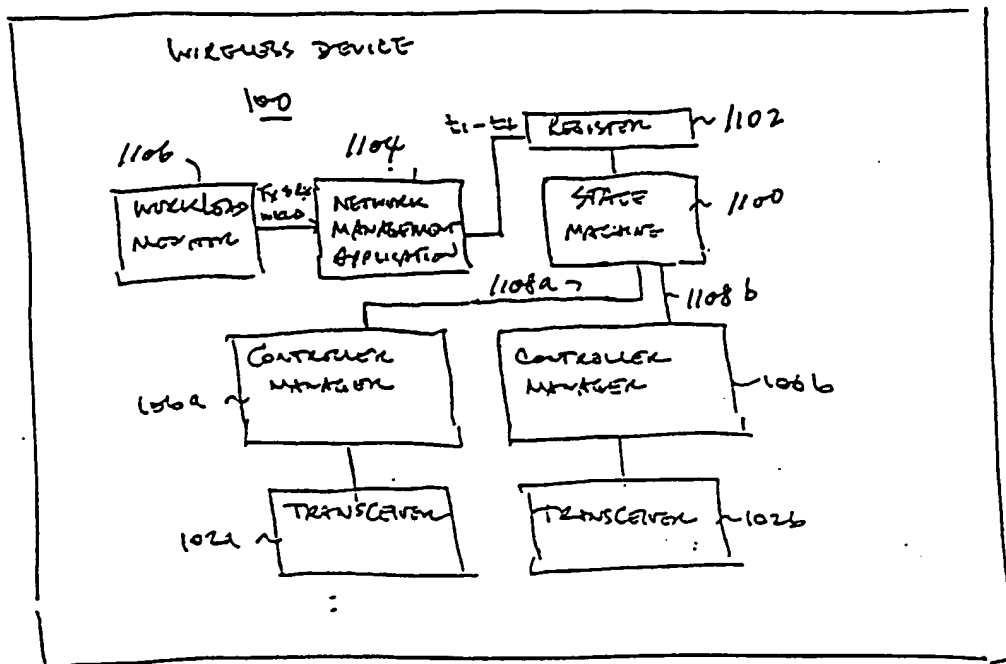 WIRELESS DEVICE
100
1106
WORKLOAD
MONITOR
1104
NETWORK
MANAGEMENT
APPLICATION
REGISTER
1102
STATE
MACHINE
1100
1108a
1108b
CONTROLLER
MANAGER
106a
CONTROLLER
MANAGER
106b
TRANSCEIVER
102a
TRANSCEIVER
102b